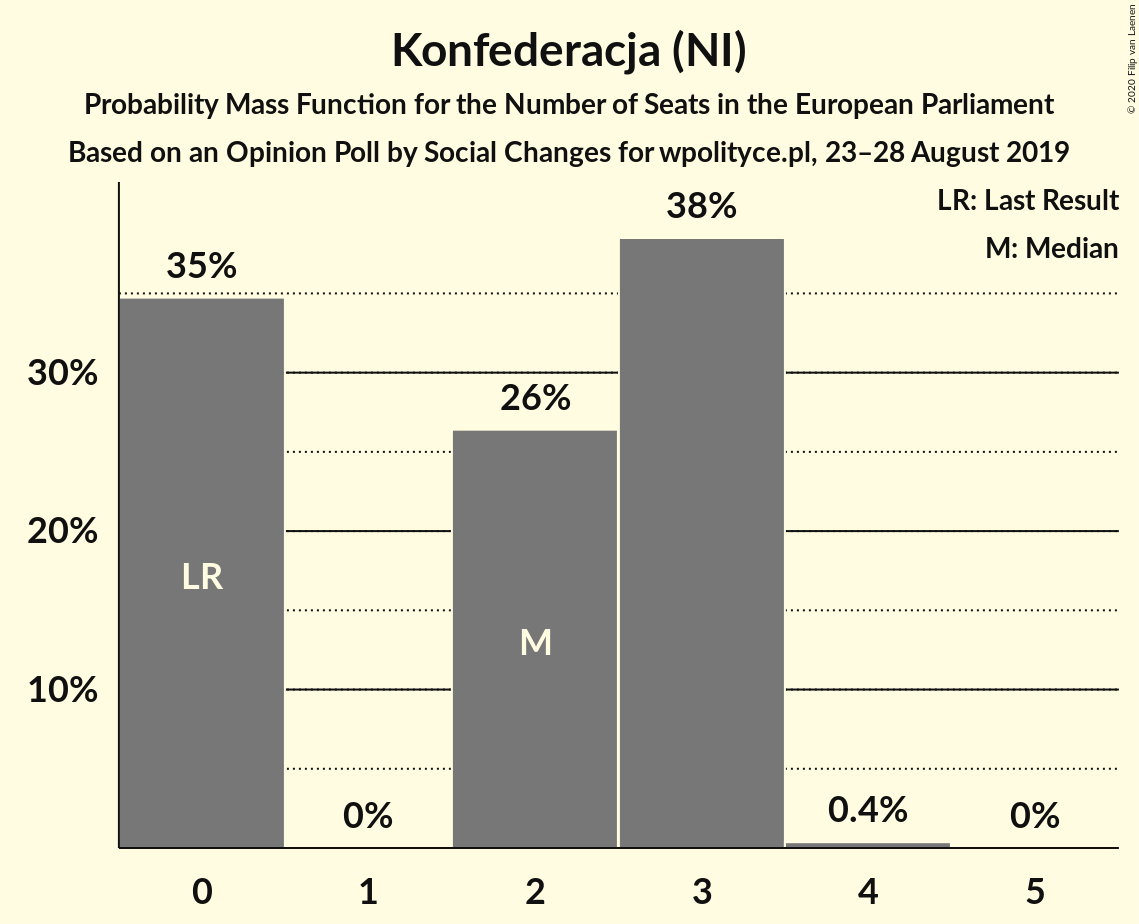 Konfederacja (NI)
Probability Mass Function for the Number of Seats in the European Parliament
Based on an Opinion Poll by Social Changes for wpolityce.pl, 23–28 August 2019
© 2020 Filip van Laenen
LR: Last Result
M: Median
38%
35%
30%
26%
20%
LR
M
10%
0%
0.4%
0%
0 1 2 3 4 5